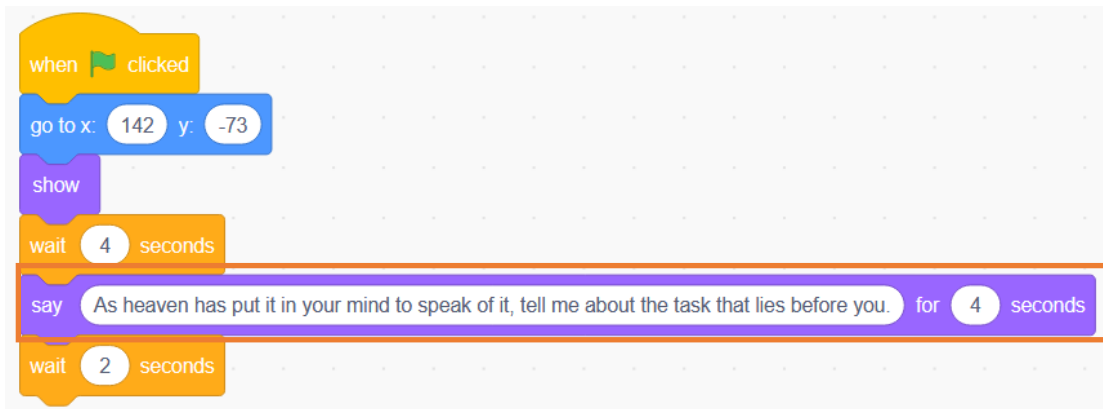 when clicked
go to x: 142 y: -73
show
wait 4 seconds
say As heaven has put it in your mind to speak of it, tell me about the task that lies before you. for 4 seconds
wait 2 seconds